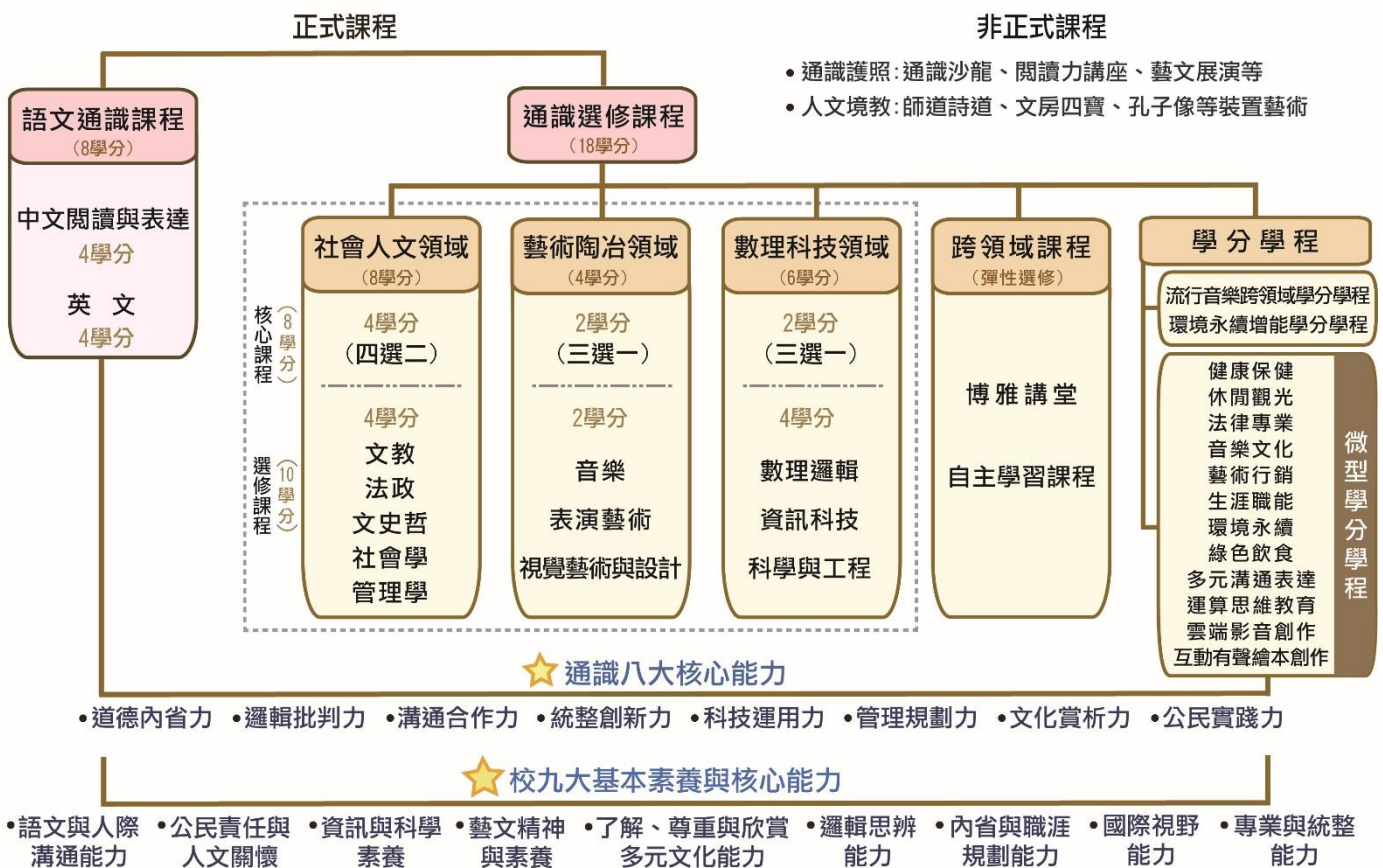 正式課程
非正式課程
• 通識護照:通識沙龍、閱讀力講座、藝文展演等
• 人文境教:師道詩道、文房四寶、孔子像等裝置藝術
語文通識課程
(8學分)
中文閱讀與表達
4學分
英 文
4學分
通識選修課程
(18學分)
核心課程
(8學分)
選修課程
(10學分)
社會人文領域
(8學分)
4學分
(四選二)
4學分
文教
法政
文史哲
社會學
管理學
藝術陶冶領域
(4學分)
2學分
(三選一)
2學分
音樂
表演藝術
視覺藝術與設計
數理科技領域
(6學分)
2學分
(三選一)
4學分
數理邏輯
資訊科技
科學與工程
跨領域課程
(彈性選修)
博雅講堂
自主學習課程
學分學程
流行音樂跨領域學分學程
環境永續增能學分學程
健康保健
休閒觀光
法律專業
音樂文化
藝術行銷
生涯職能
環境永續
綠色飲食
多元溝通表達
運算思維教育
雲端影音創作
互動有聲繪本創作
微型學分學程
通識八大核心能力
•道德內省力 •邏輯批判力 •溝通合作力 •統整創新力 •科技運用力 •管理規劃力 •文化賞析力 •公民實踐力
校九大基本素養與核心能力
•語文與人際
溝通能力
•公民責任與
人文關懷
•資訊與科學
素養
•藝文精神
與素養
•了解、尊重與欣賞
多元文化能力
•邏輯思辨
能力
•內省與職涯
規劃能力
•國際視野
能力
•專業與統整
能力